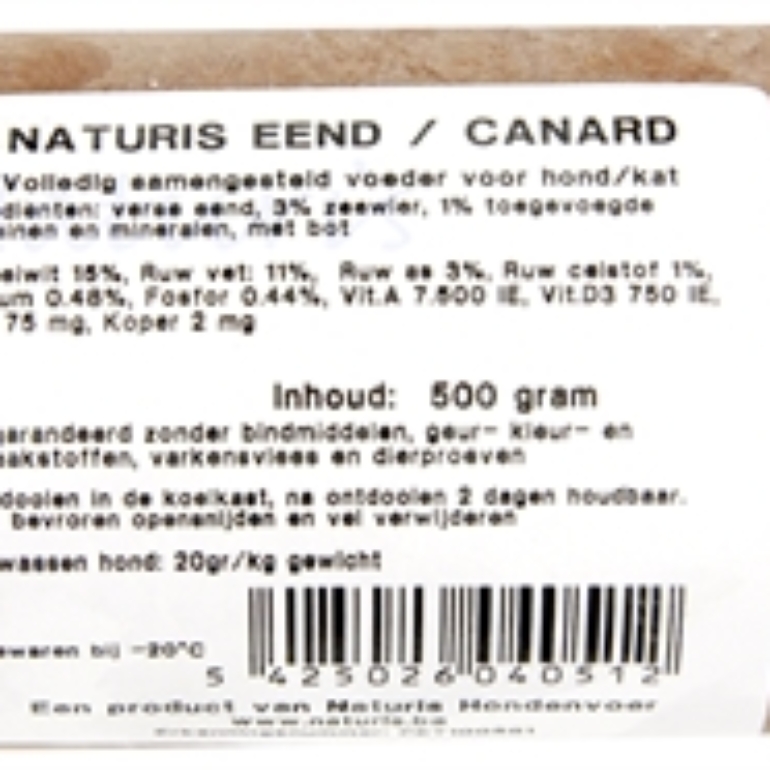 NATURIS EEND / CANARD
Volledig samengesteld voeder voor hond/kat
diënten: verse eend, 3% zeewier, 1% toegevoegde
inen en mineralen, met bot
eiwit 15%, Ruw vet: 11%, Ruw as 3%, Ruw celstof 1%,
um 0.48%, Fosfor 0.44%, Vit.A 7.500 IE, Vit.D3 750 IE,
75 mg, Koper 2 mg
Inhoud: 500 gram
garandeerd zonder bindmiddelen, geur- kleur- en
aakstoffen, varkensvlees en dierproeven
dooien in de koelkast, na ontdooien 2 dagen houdbaar.
bevroren opensnijden en vel verwijderen
wassen hond: 20gr/kg gewicht
ewaren bij -20°C
5 425026 040512
Een product van Naturis Hondenvoer
www.naturis.be